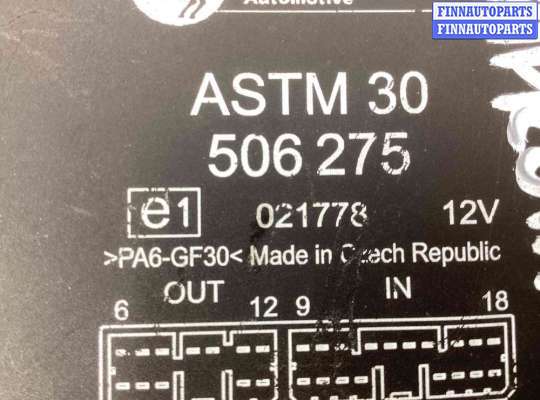 Automotive
FINNAUTOPARTS
FINNAUTOPARTS
ASTM 30
506 275
e1 021778 12V
>PA6-GF30< Made in Czech Republic
OUT IN
6 12 9 18